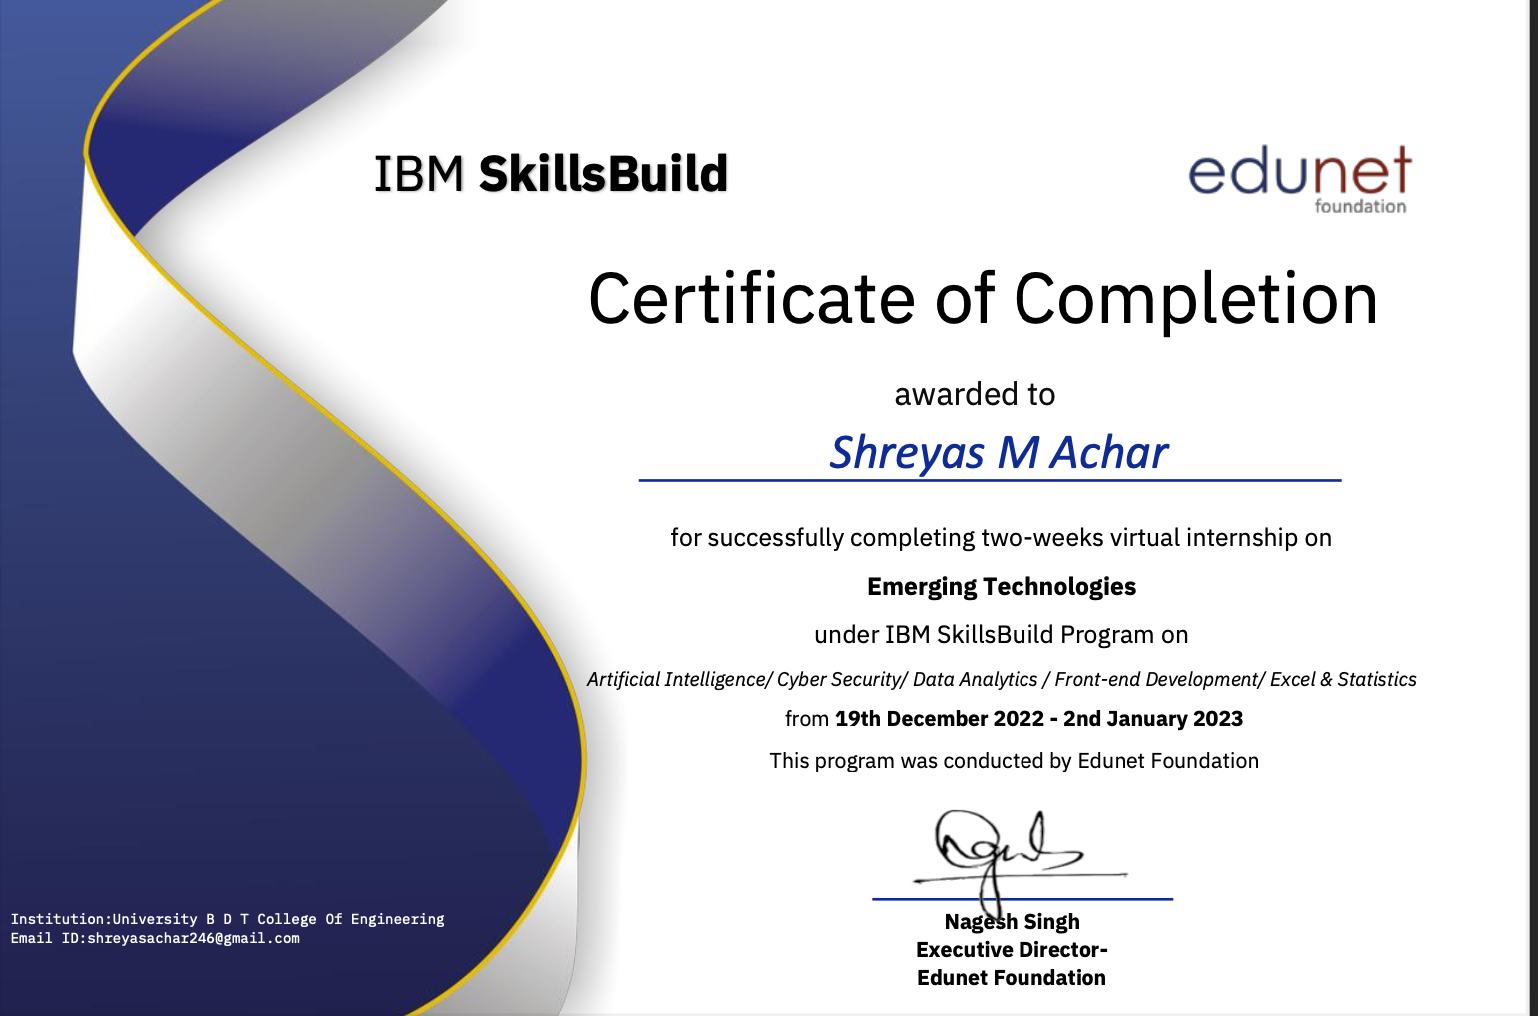 IBM SkillsBuild
edunet
foundation
Certificate of Completion
awarded to
Shreyas M Achar
for successfully completing two-weeks virtual internship on
Emerging Technologies
under IBM SkillsBuild Program on
Artificial Intelligence/ Cyber Security/ Data Analytics / Front-end Development/ Excel & Statistics
from 19th December 2022 - 2nd January 2023
This program was conducted by Edunet Foundation
Nagesh Singh
Executive Director-
Edunet Foundation
Institution:University B D T College Of Engineering
Email ID:shreyasachar246@gmail.com